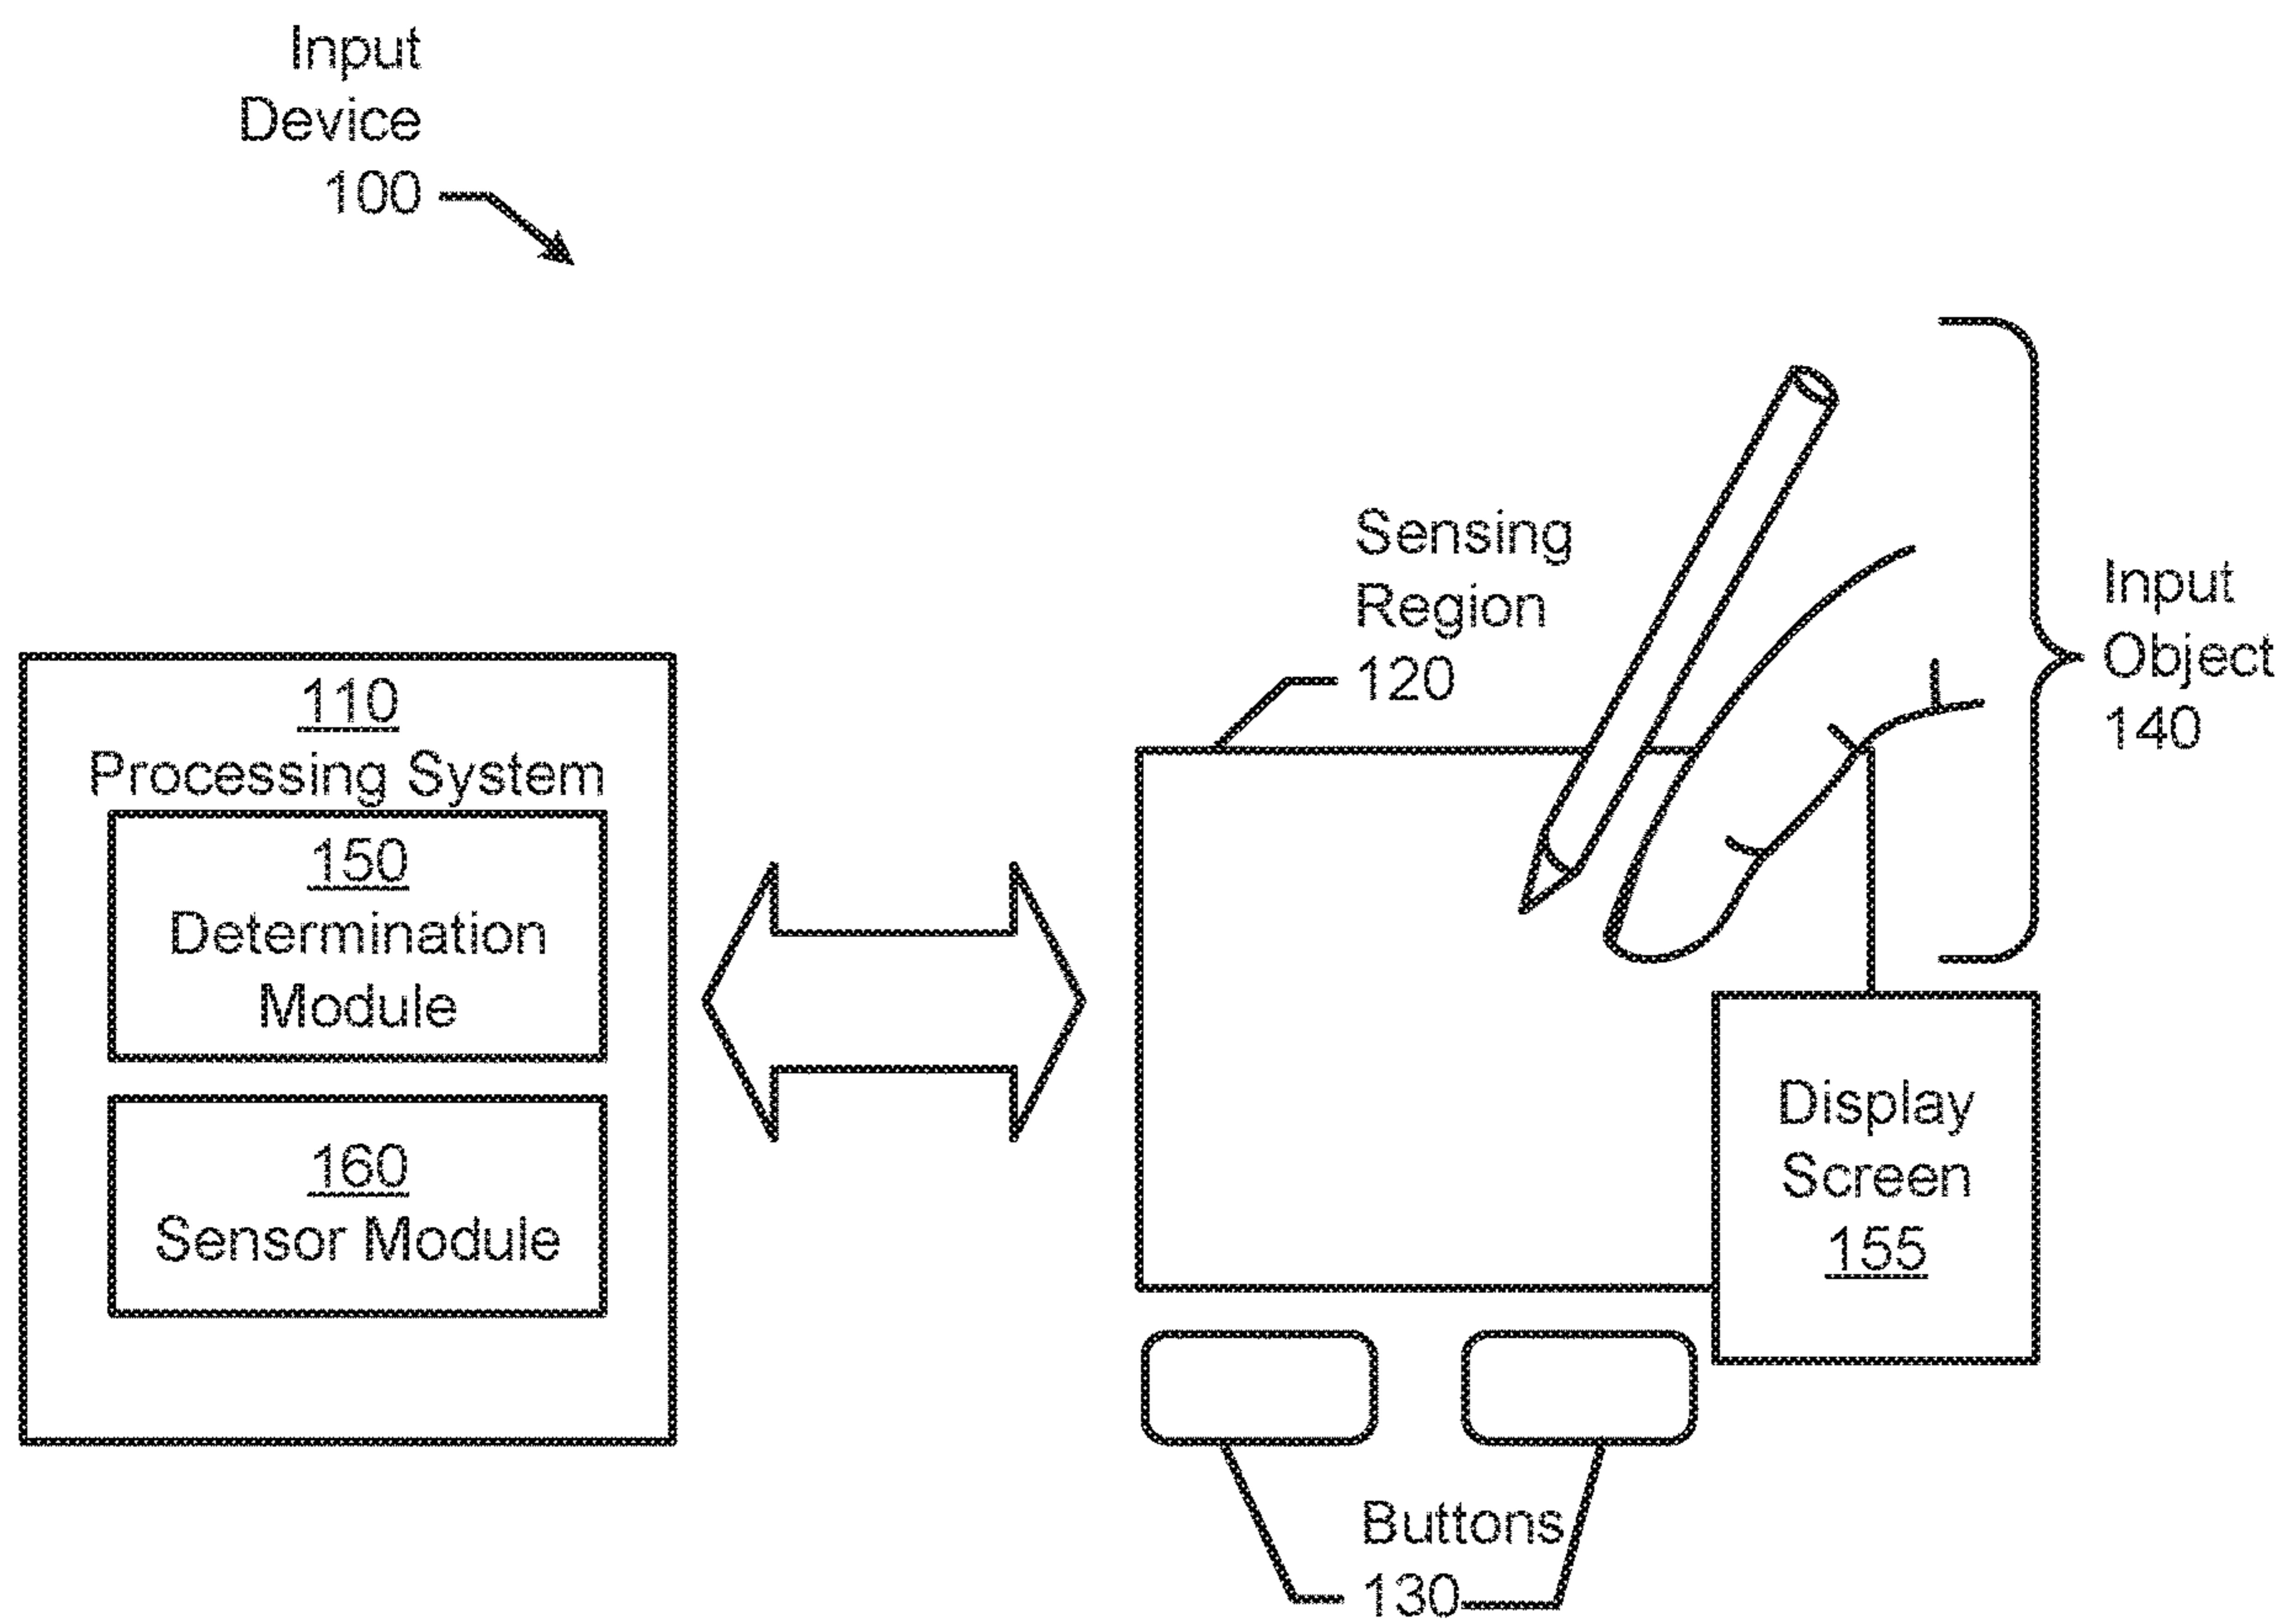 Input
Device
100
Sensing
Region
120
Input
Object
140
110
Processing System
150
Determination
Module
160
Sensor Module
Display
Screen
155
Buttons
130